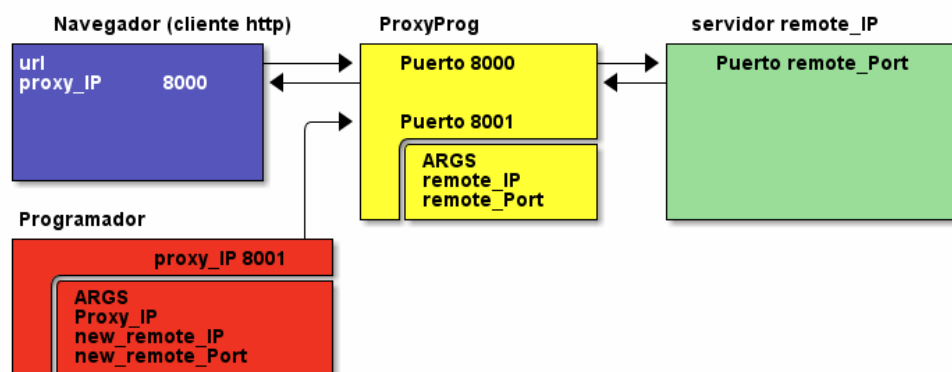 Navegador (cliente http)
ProxyProg
servidor remote_IP
url
proxy_IP 8000
Puerto 8000
Puerto 8001
ARGS
remote_IP
remote_Port
Puerto remote_Port
Programador
proxy_IP 8001
ARGS
Proxy_IP
new_remote_IP
new_remote_Port